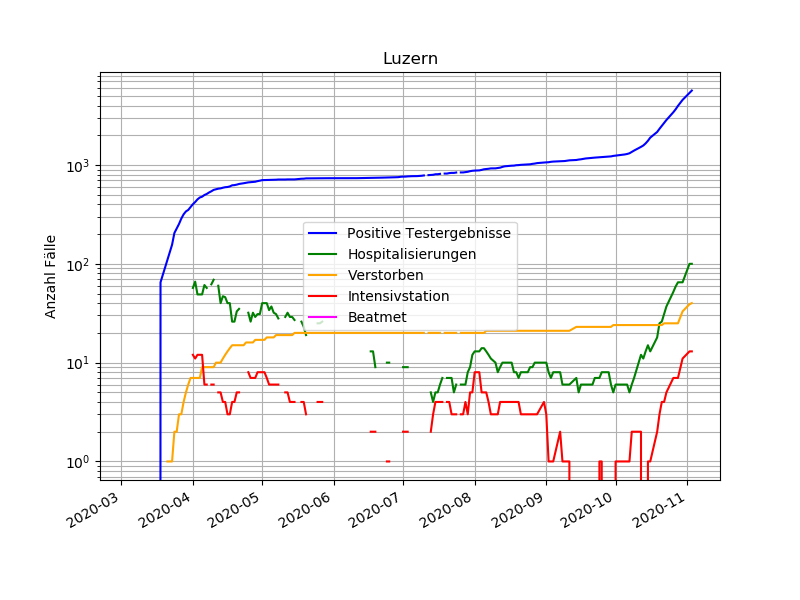 Luzern
Anzahl Fälle
10³
10²
10¹
10⁰
Positive Testergebnisse
Hospitalisierungen
Verstorben
Intensivstation
Beatmet
2020-03
2020-04
2020-05
2020-06
2020-07
2020-08
2020-09
2020-10
2020-11